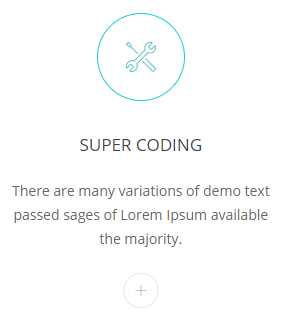 SUPER CODING
There are many variations of demo text
passed sages of Lorem Ipsum available
the majority.